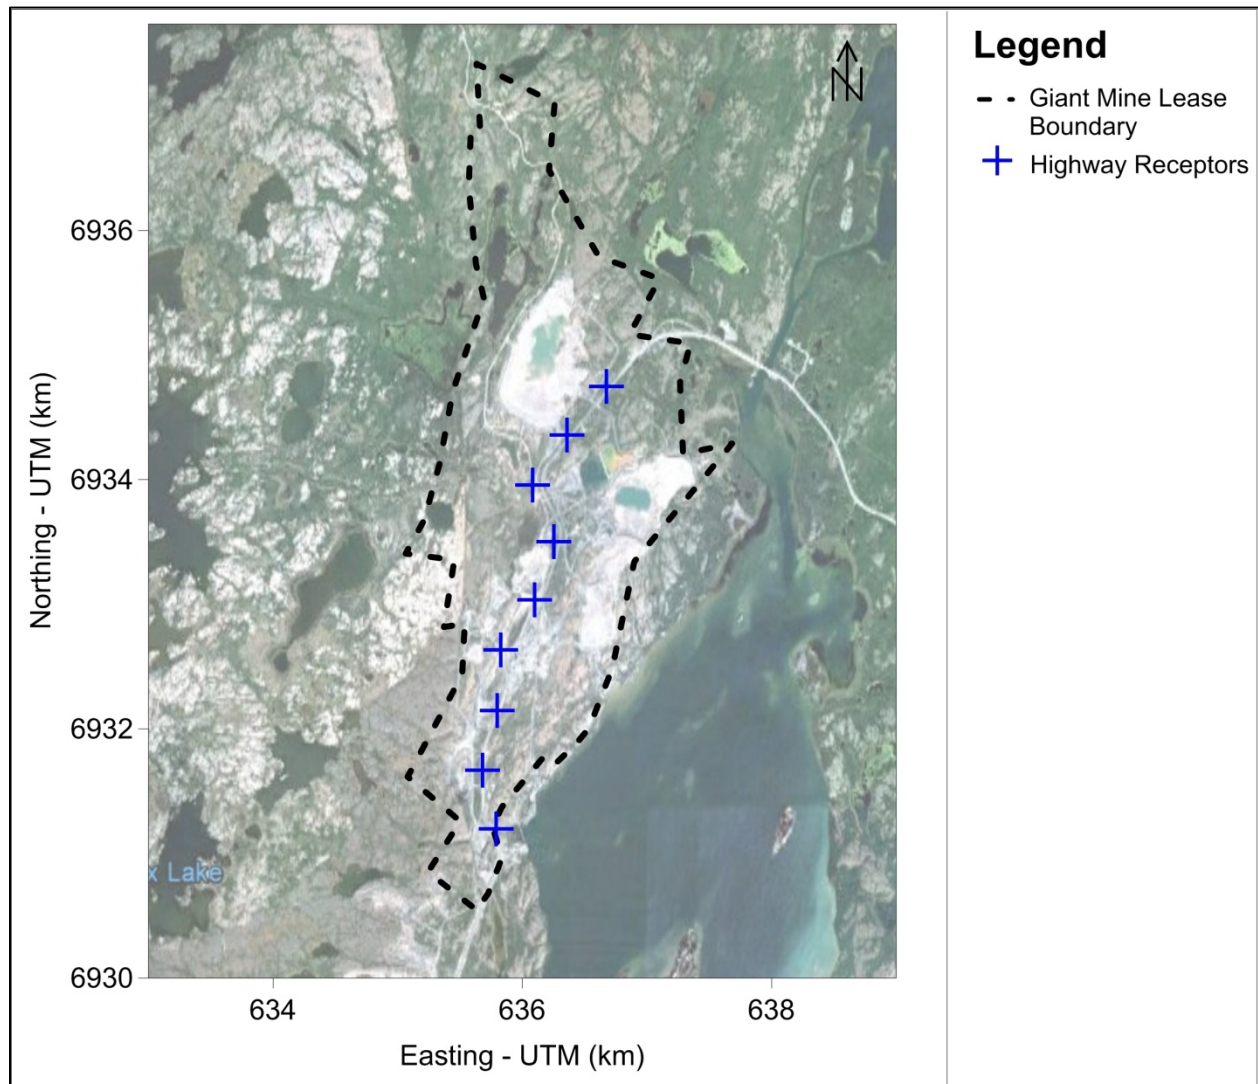 Legend
Giant Mine Lease
Boundary
Highway Receptors
N
6936
6934
6932
6930
Northing - UTM (km)
x Lake
634 636 638
Easting - UTM (km)